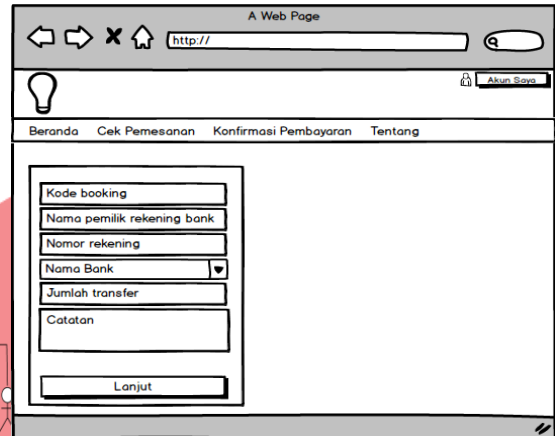 A Web Page
http://
Akun Saya
Beranda Cek Pemesanan Konfirmasi Pembayaran Tentang
Kode booking
Nama pemilik rekening bank
Nomor rekening
Nama Bank
Jumlah transfer
Catatan
Lanjut